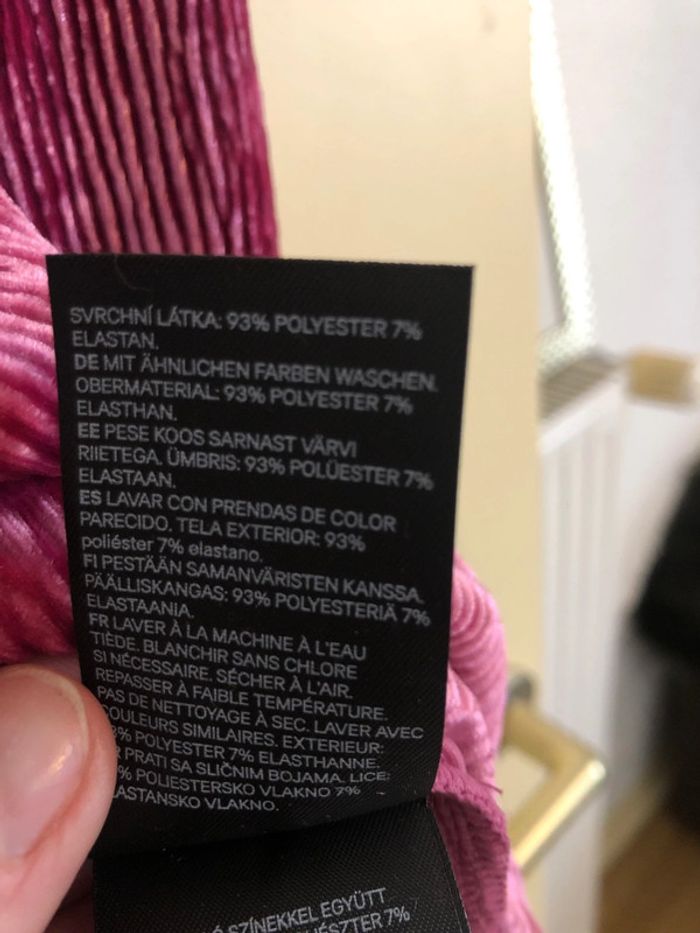 SVRCHNÍ LÁTKA: 93% POLYESTER 7%
ELASTAN.
DE MIT ÄHNLICHEN FARBEN WASCHEN.
OBERMATERIAL: 93% POLYESTER 7%
ELASTHAN.
EE PESE KOOS SARNAST VÄRVI
RIIETEGA. ÜMBRIS: 93% POLÜESTER 7%
ELASTAAN.
ES LAVAR CON PRENDAS DE COLOR
PARECIDO. TELA EXTERIOR: 93%
poliéster 7% elastano.
FI PESTÄÄN SAMANVÄRISTEN KANSSA.
PÄÄLLISKANGAS: 93% POLYESTERIÄ 7%
ELASTAANIA.
FR LAVER À LA MACHINE À L'EAU
TIÈDE. BLANCHIR SANS CHLORE
SI NÉCESSAIRE. SÉCHER À L'AIR.
REPASSER À FAIBLE TEMPÉRATURE.
PAS DE NETTOYAGE À SEC. LAVER AVEC
COULEURS SIMILAIRES. EXTERIEUR:
3% POLYESTER 7% ELASTHANNE.
PRATI SA SLIČNIM BOJAMA. LICE:
% POLIESTERSKO VLAKNO 7%
LASTANSKO VLAKNO.
SZÍNEKKEL EGYÜTT
ÉSZTER 7%